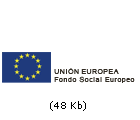 UNIÓN EUROPEA
Fondo Social Europeo
(48 Kb)